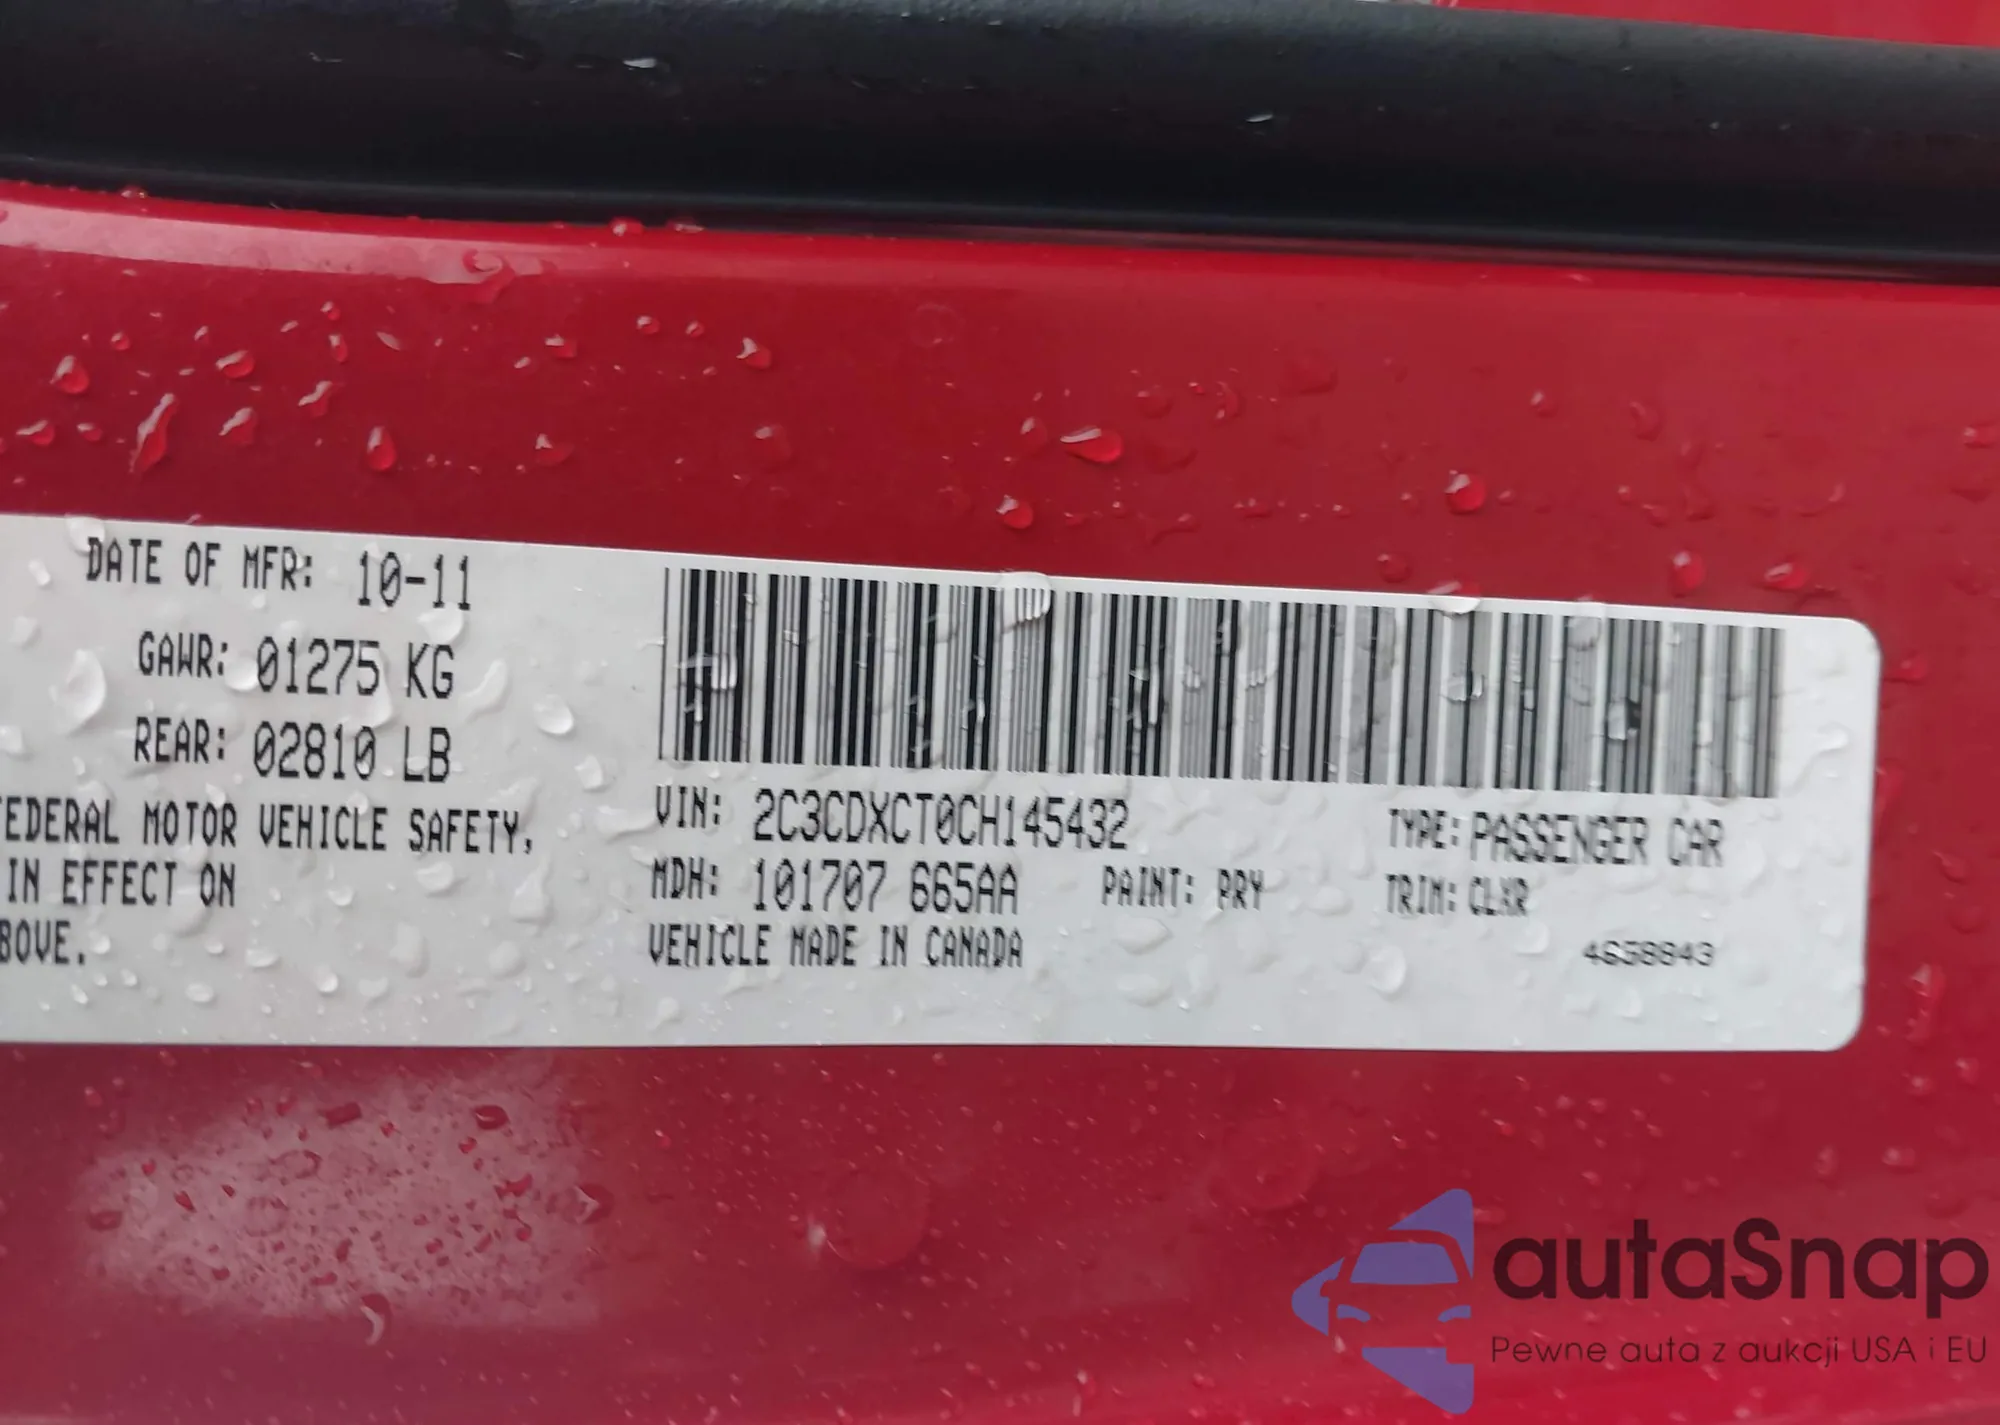 DATE OF MFR: 10-11
GAWR: 01275 KG
REAR: 02810 LB
FEDERAL MOTOR VEHICLE SAFETY,
IN EFFECT ON
BOVE.
VIN: 2C3CDXCT0CH145432
TYPE: PASSENGER CAR
MDH: 101707 665AA
PAINT: PRY
TRIM: CLXR
VEHICLE MADE IN CANADA
4658843
autaSnap
Pewne auta z aukcji USA i EU